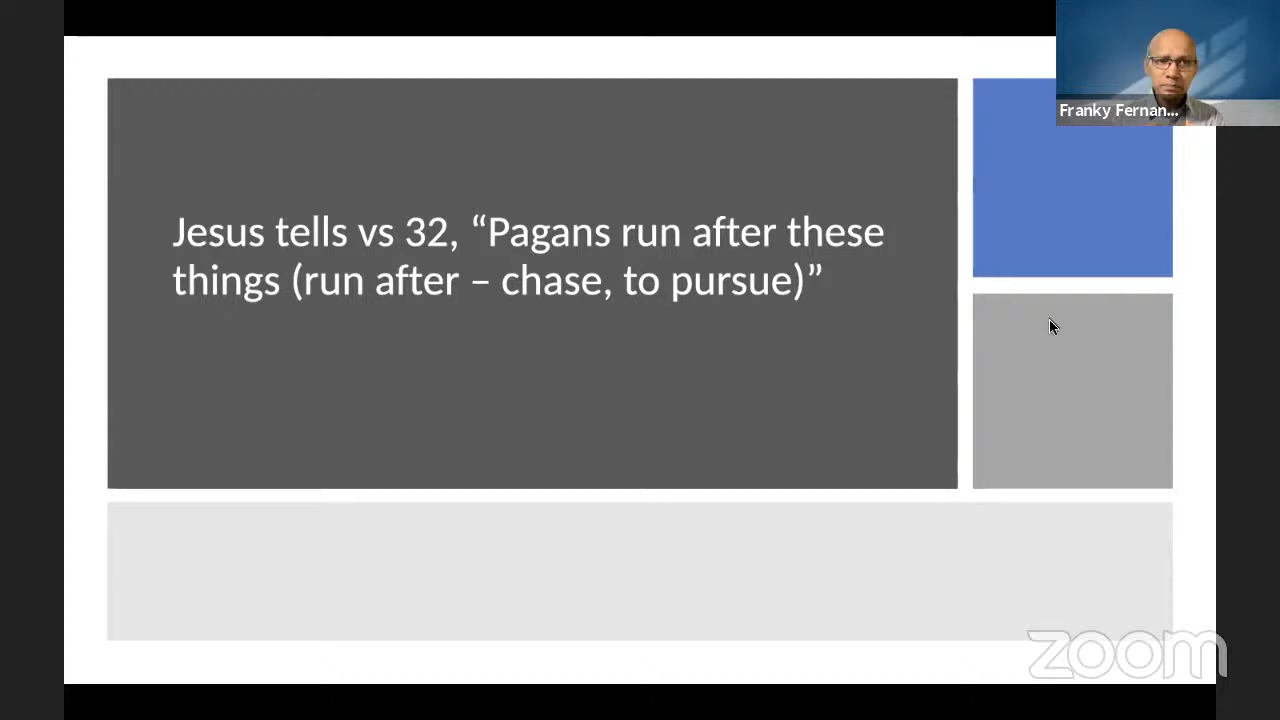 Franky Fernan...
Jesus tells vs 32, “Pagans run after these
things (run after – chase, to pursue)”
zoom